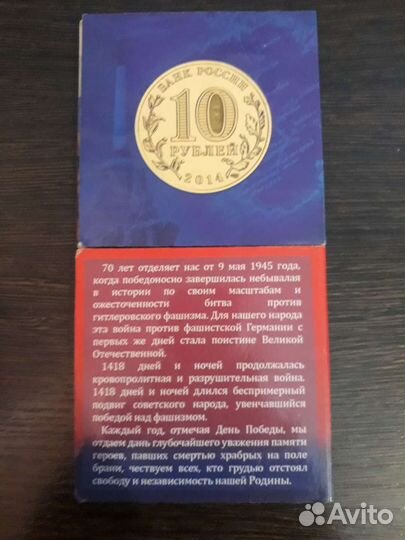 БАНК РОССИИ
10
РУБЛЕЙ
2014
70 лет отделяет нас от 9 мая 1945 года,
когда победоносно завершилась небывалая
в истории по своим масштабам и
ожесточенности битва против
гитлеровского фашизма. Для нашего народа
эта война против фашистской Германии с
первых же дней стала поистине Великой
Отечественной.
1418 дней и ночей продолжалась
кровопролитная и разрушительная война.
1418 дней и ночей длился беспримерный
подвиг советского народа, увенчавшийся
победой над фашизмом.
Каждый год, отмечая День Победы, мы
отдаем дань глубочайшего уважения памяти
героев, павших смертью храбрых на поле
брани, чествуем всех, кто грудью отстоял
свободу и независимость нашей Родины.
Avito